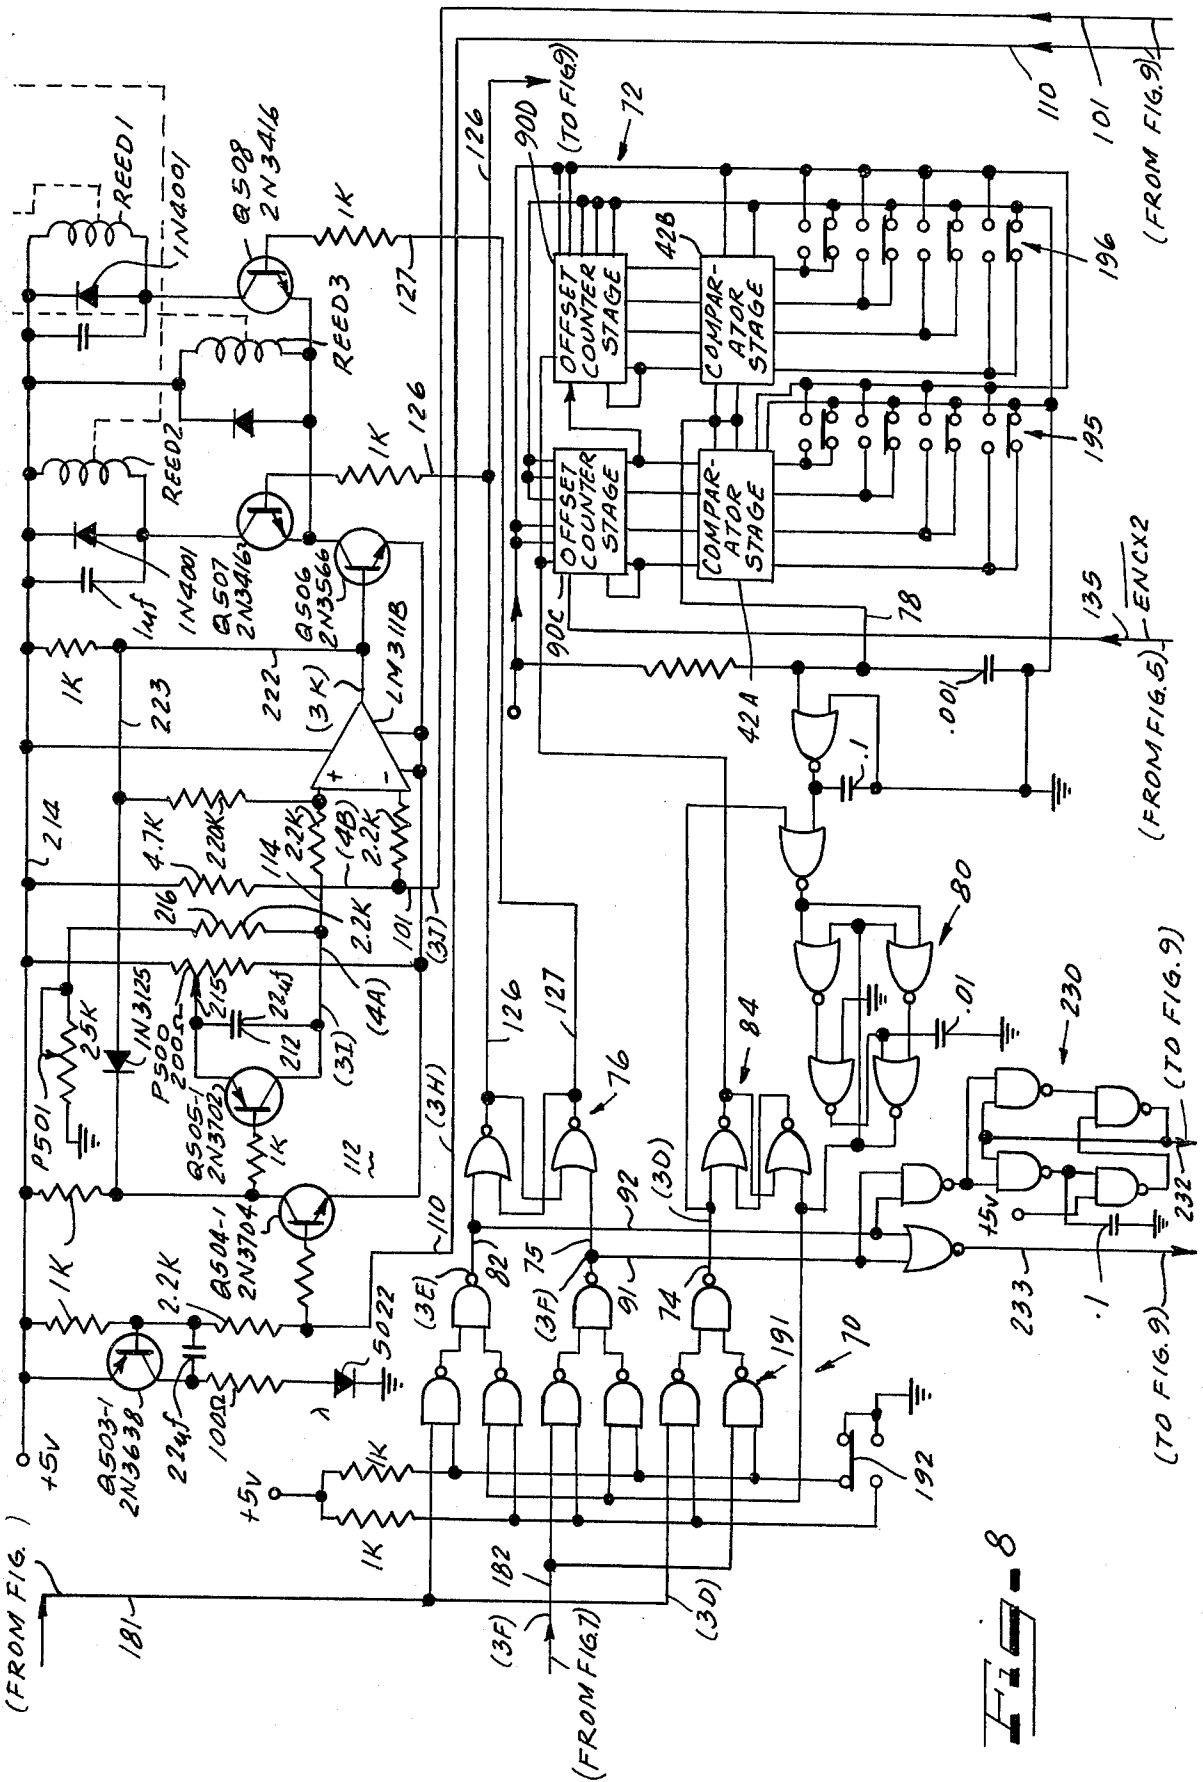 (FROM FIG. )
181
+5V
1K
Q503-1
2N3638
22µf
100Ω
λ
5022
2.2K
Q504-1
2N3704
112
110
(3H)
P501
25K
1N3125
P500
200Ω
215
22µf
212
Q505-1
2N3702
1K
(3I)
(4A)
216
2.2K
4.7K
220K
114
2.2K
(4B)
2.2K
101
(3J)
214
1K
223
222
(3K)
LM311B
1µf
1N4001
Q507
2N3416
Q506
2N3566
REED2
1K
126
REED3
REED1
1N4001
Q508
2N3416
1K
127
126
(TO FIG.9)
+5V
1K
1K
(3F)
182
(FROM FIG.7)
(3D)
(3E)
82
(3F)
75
91
92
74
(3D)
191
70
192
126
127
76
84
90C
OFFSET
COUNTER
STAGE
90D
OFFSET
COUNTER
STAGE
72
42A
COMPAR-
ATOR
STAGE
42B
COMPAR-
ATOR
STAGE
78
195
196
.001
.1
80
.01
230
+5V
.1
233
(TO FIG.9)
232
(TO FIG.9)
135
ENCX2
(FROM FIG.5)
110
101
(FROM FIG.9)
Fig-8